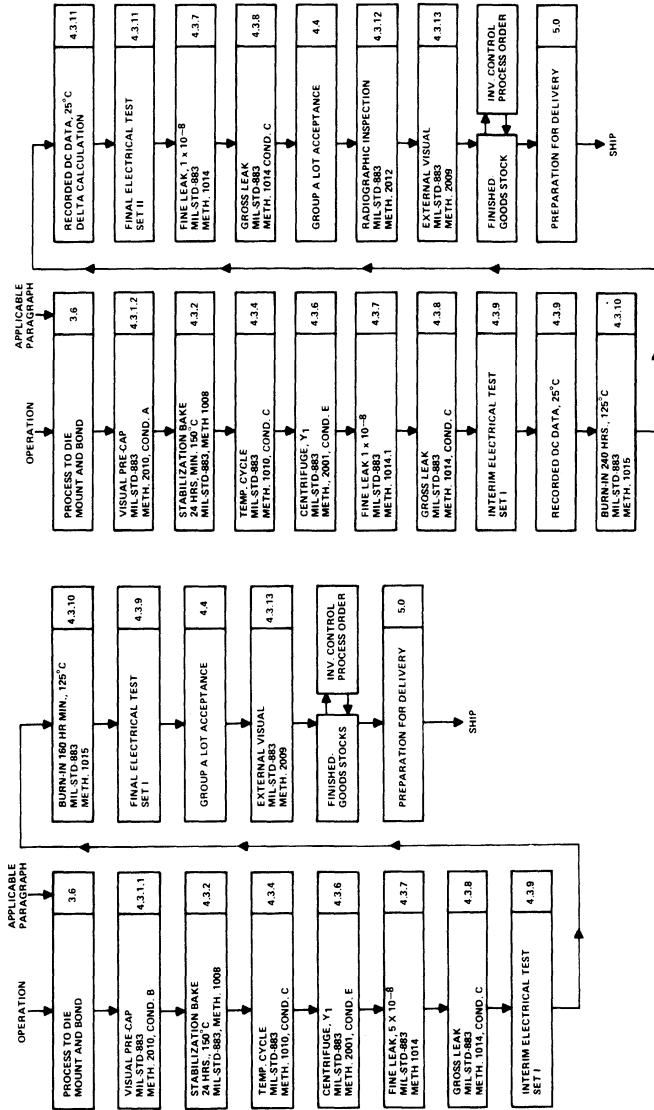 OPERATION
APPLICABLE
PARAGRAPH
PROCESS TO DIE
MOUNT AND BOND
3.6
VISUAL PRE-CAP
MIL-STD-883
METH. 2010, COND. B
4.3.1.1
STABILIZATION BAKE
24 HRS., 150°C
MIL-STD-883, METH. 1008
4.3.2
TEMP. CYCLE
MIL-STD-883
METH. 1010, COND. C
4.3.4
CENTRIFUGE, Y1
MIL-STD-883
METH. 2001, COND. E
4.3.6
FINE LEAK, 5 X 10−8
MIL-STD-883
METH 1014
4.3.7
GROSS LEAK
MIL-STD-883
METH. 1014, COND. C
4.3.8
INTERIM ELECTRICAL TEST
SET I
4.3.9
BURN-IN 160 HR MIN., 125°C
MIL-STD-883
METH. 1015
4.3.10
FINAL ELECTRICAL TEST
SET I
4.3.9
GROUP A LOT ACCEPTANCE
4.4
EXTERNAL VISUAL
MIL-STD-883
METH. 2009
4.3.13
FINISHED-
GOODS STOCKS
INV. CONTROL
PROCESS ORDER
PREPARATION FOR DELIVERY
5.0
SHIP
OPERATION
APPLICABLE
PARAGRAPH
PROCESS TO DIE
MOUNT AND BOND
3.6
VISUAL PRE-CAP
MIL-STD-883
METH. 2010, COND. A
4.3.1.2
STABILIZATION BAKE
24 HRS, MIN. 150°C
MIL-STD-883, METH 1008
4.3.2
TEMP. CYCLE
MIL-STD-883
METH. 1010, COND. C
4.3.4
CENTRIFUGE, Y1
MIL-STD-883
METH., 2001, COND. E
4.3.6
FINE LEAK 1 x 10−8
MIL-STD-883
METH. 1014.1
4.3.7
GROSS LEAK
MIL-STD-883
METH. 1014, COND. C
4.3.8
INTERIM ELECTRICAL TEST
SET I
4.3.9
RECORDED DC DATA, 25°C
4.3.9
BURN-IN 240 HRS., 125°C
MIL-STD-883
METH. 1015
4.3.10
RECORDED DC DATA, 25°C
DELTA CALCULATION
4.3.11
FINAL ELECTRICAL TEST
SET II
4.3.11
FINE LEAK, 1 x 10−8
MIL-STD-883
METH. 1014
4.3.7
GROSS LEAK
MIL-STD-883
METH. 1014 COND. C
4.3.8
GROUP A LOT ACCEPTANCE
4.4
RADIOGRAPHIC INSPECTION
MIL-STD-883
METH. 2012
4.3.12
EXTERNAL VISUAL
MIL-STD-883
METH. 2009
4.3.13
FINISHED
GOODS STOCK
INV. CONTROL
PROCESS ORDER
PREPARATION FOR DELIVERY
5.0
SHIP